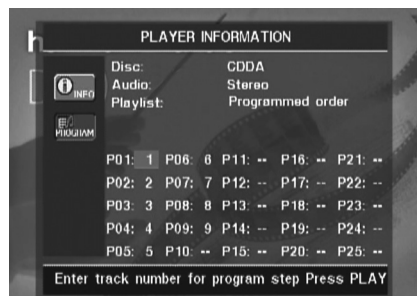 PLAYER INFORMATION
Disc: CDDA
Audio: Stereo
Playlist: Programmed order
INFO
PROGRAM
P01: 1 P06: 6 P11: -- P16: -- P21: --
P02: 2 P07: 7 P12: -- P17: -- P22: --
P03: 3 P08: 8 P13: -- P18: -- P23: --
P04: 4 P09: 9 P14: -- P19: -- P24: --
P05: 5 P10: -- P15: -- P20: -- P25: --
Enter track number for program step Press PLAY